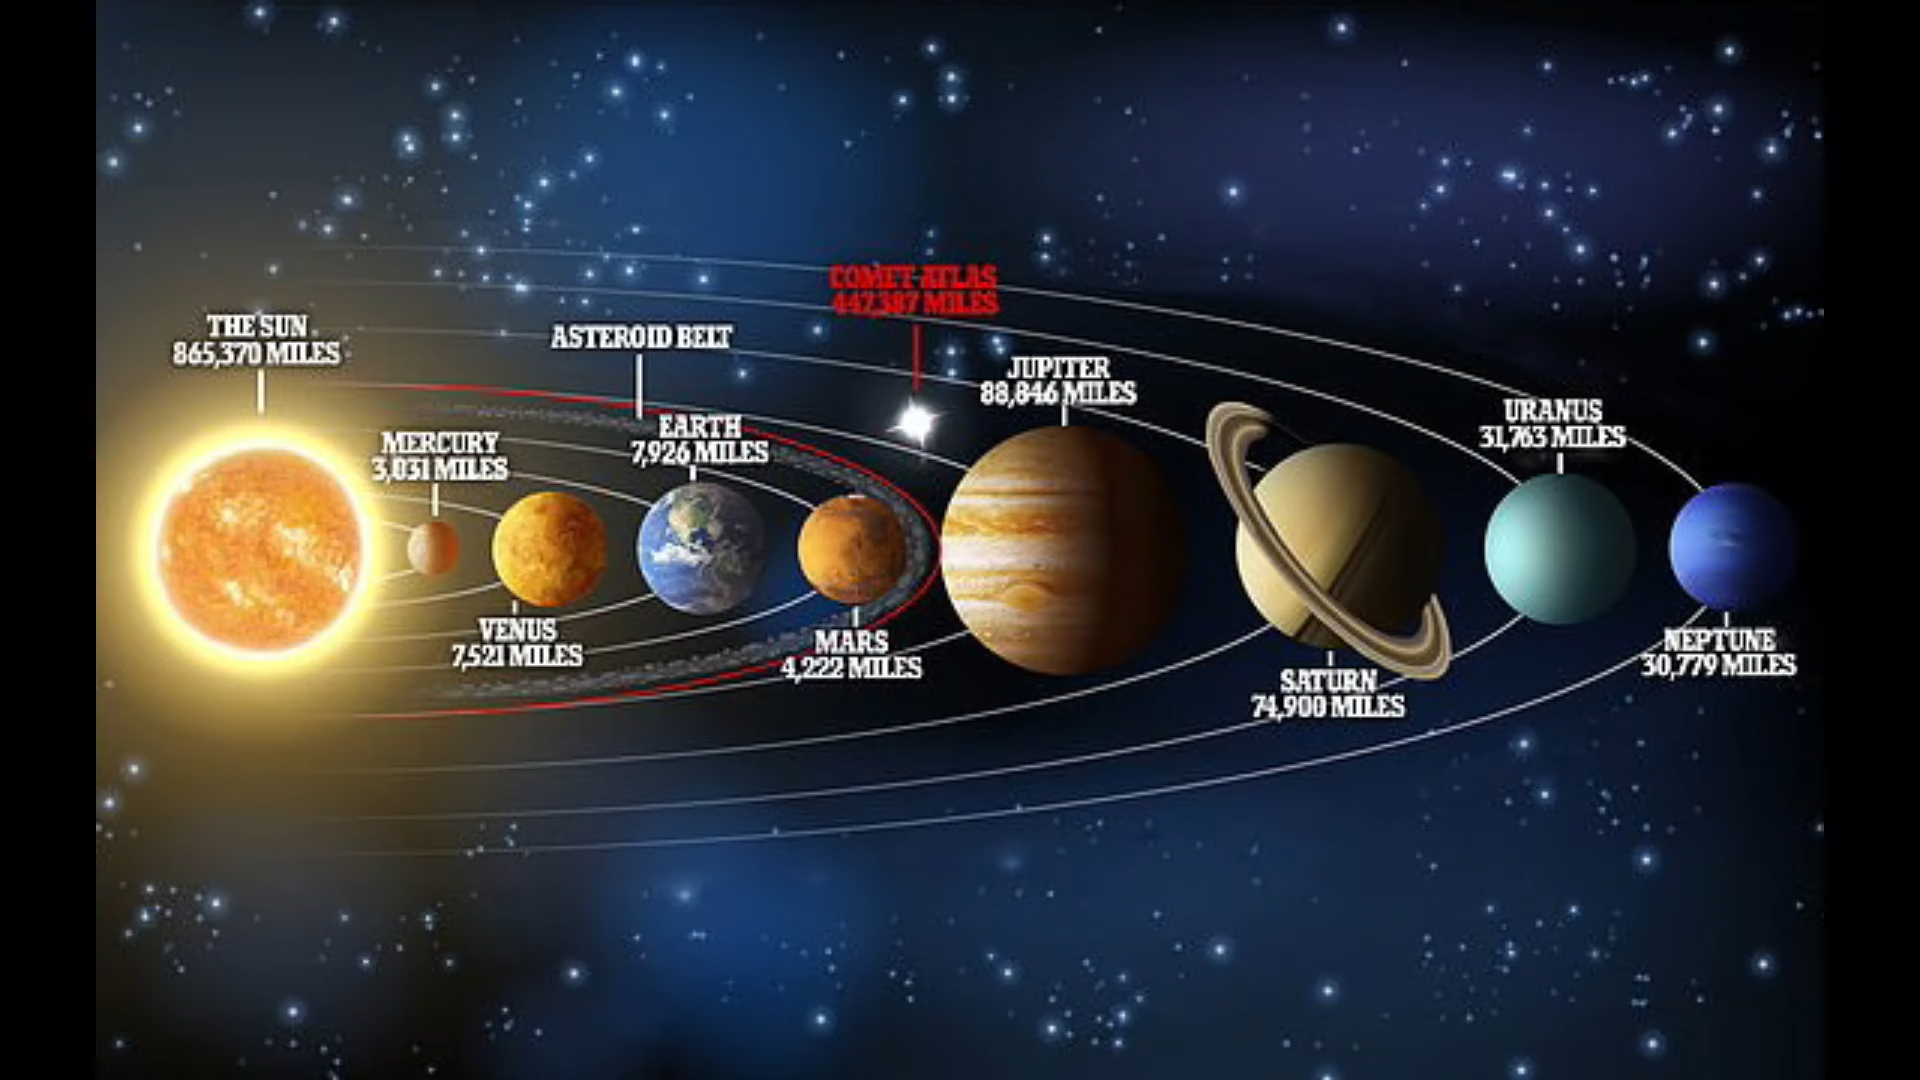 COMET ATLAS
447,387 MILES
THE SUN
865,370 MILES
ASTEROID BELT
JUPITER
88,846 MILES
URANUS
31,763 MILES
EARTH
7,926 MILES
MERCURY
3,031 MILES
VENUS
7,521 MILES
MARS
4,222 MILES
NEPTUNE
30,779 MILES
SATURN
74,900 MILES